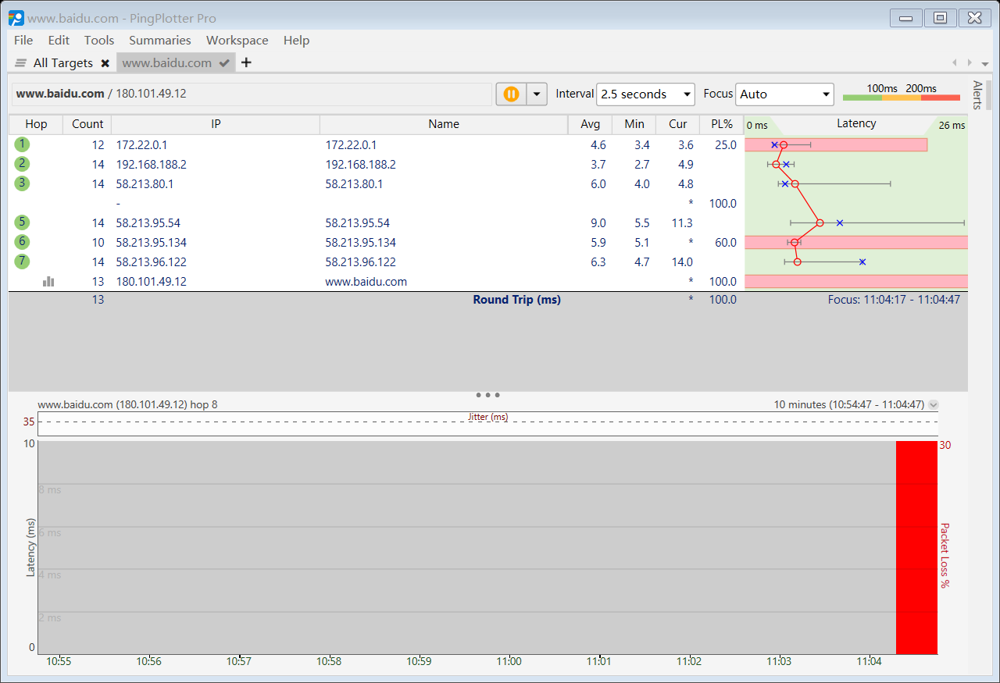 www.baidu.com - PingPlotter Pro
File Edit Tools Summaries Workspace Help
All Targets www.baidu.com
www.baidu.com / 180.101.49.12 Interval 2.5 seconds Focus Auto 100ms 200ms Alerts
Hop Count IP Name Avg Min Cur PL% 0 ms Latency 26 ms
1 12 172.22.0.1 172.22.0.1 4.6 3.4 3.6 25.0
2 14 192.168.188.2 192.168.188.2 3.7 2.7 4.9
3 14 58.213.80.1 58.213.80.1 6.0 4.0 4.8
- * 100.0
5 14 58.213.95.54 58.213.95.54 9.0 5.5 11.3
6 10 58.213.95.134 58.213.95.134 5.9 5.1 * 60.0
7 14 58.213.96.122 58.213.96.122 6.3 4.7 14.0
13 180.101.49.12 www.baidu.com * 100.0
13 Round Trip (ms) * 100.0 Focus: 11:04:17 - 11:04:47
www.baidu.com (180.101.49.12) hop 8 10 minutes (10:54:47 - 11:04:47)
35 Jitter (ms)
10 30
8 ms
6 ms
4 ms
2 ms
0
Latency (ms)
Packet Loss %
10:55 10:56 10:57 10:58 10:59 11:00 11:01 11:02 11:03 11:04